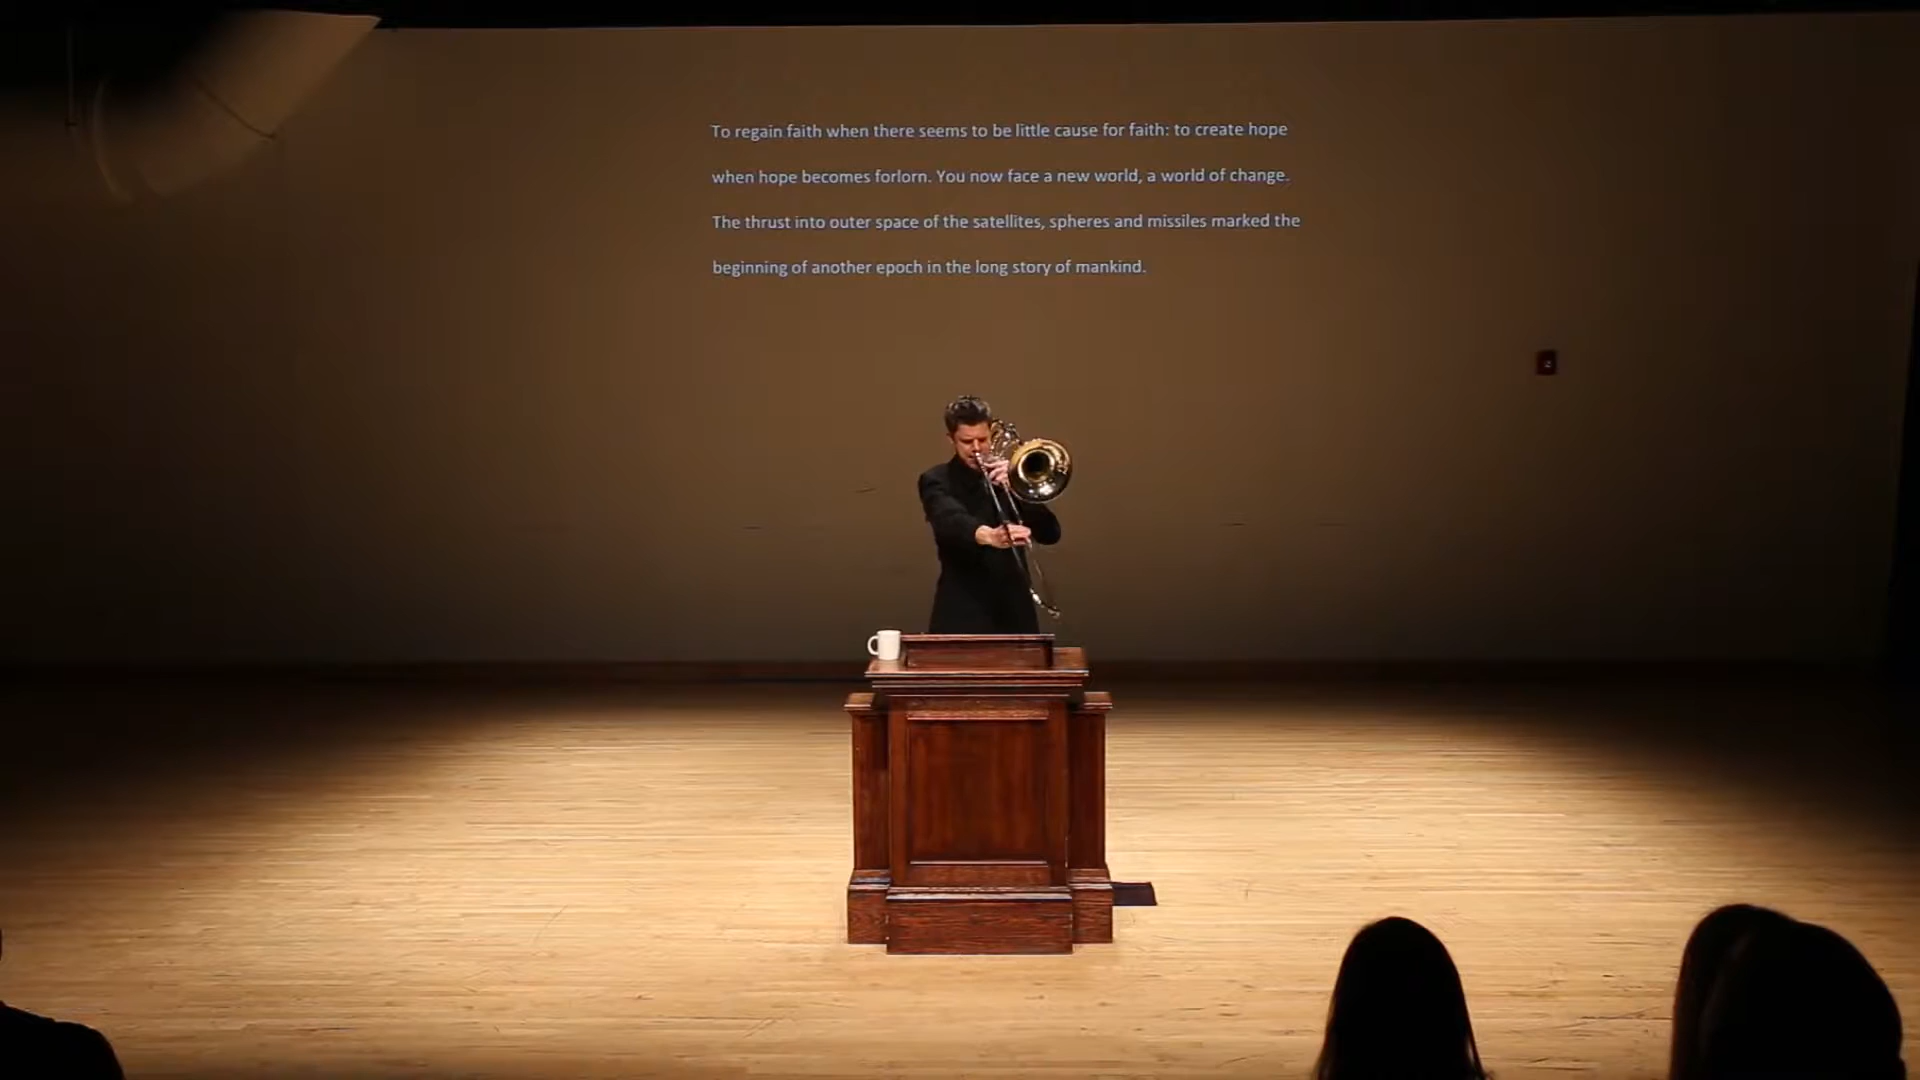 To regain faith when there seems to be little cause for faith: to create hope
when hope becomes forlorn. You now face a new world, a world of change.
The thrust into outer space of the satellites, spheres and missiles marked the
beginning of another epoch in the long story of mankind.